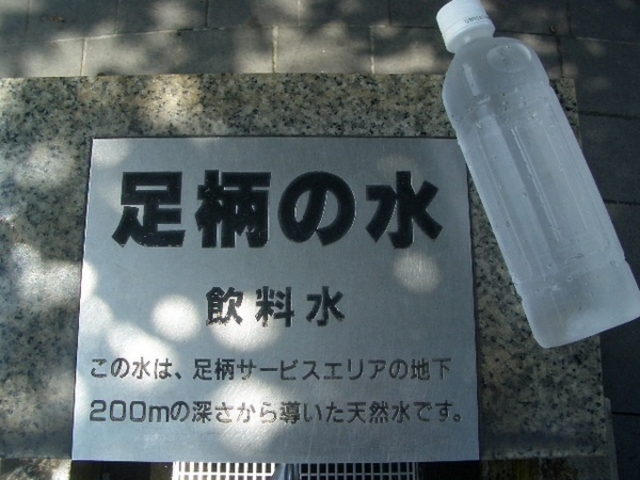 足柄の水
飲料水
この水は、足柄サービスエリアの地下
200mの深さから導いた天然水です。